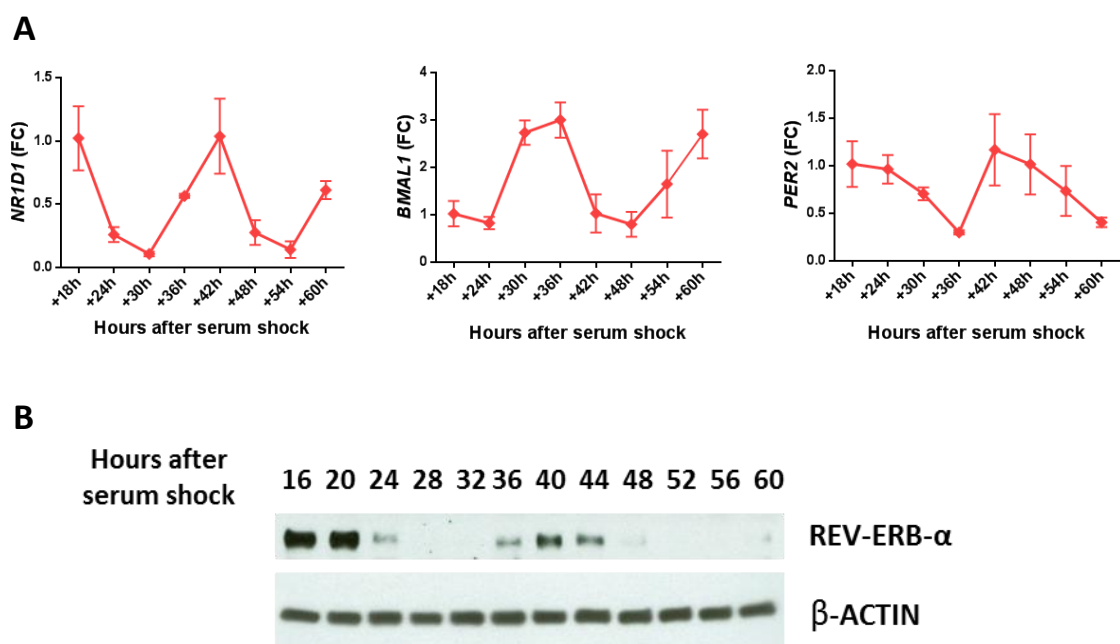 A
NR1D1 (FC)
1.5
1.0
0.5
0.0
+18h +24h +30h +36h +42h +48h +54h +60h
Hours after serum shock
BMAL1 (FC)
4
3
2
1
0
+18h +24h +30h +36h +42h +48h +54h +60h
Hours after serum shock
PER2 (FC)
2.0
1.5
1.0
0.5
0.0
+18h +24h +30h +36h +42h +48h +54h +60h
Hours after serum shock
B
Hours after
serum shock
16 20 24 28 32 36 40 44 48 52 56 60
REV-ERB-α
β-ACTIN